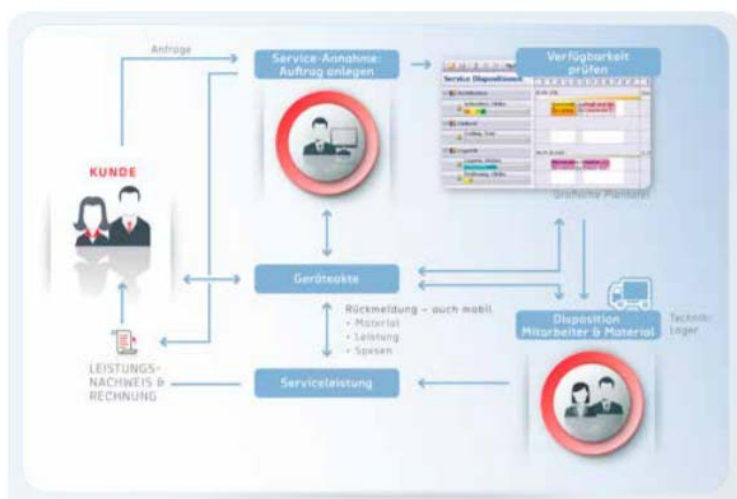 Anfrage
Service-Annahme:
Auftrag anlegen
Verfügbarkeit
prüfen
Service Disposition
KUNDE
Grafische Plantafel
Geräteakte
Rückmeldung – auch mobil
• Material
• Leistung
• Spesen
Disposition
Mitarbeiter & Material
Technik-
Lager
LEISTUNGS-
NACHWEIS &
RECHNUNG
Serviceleistung